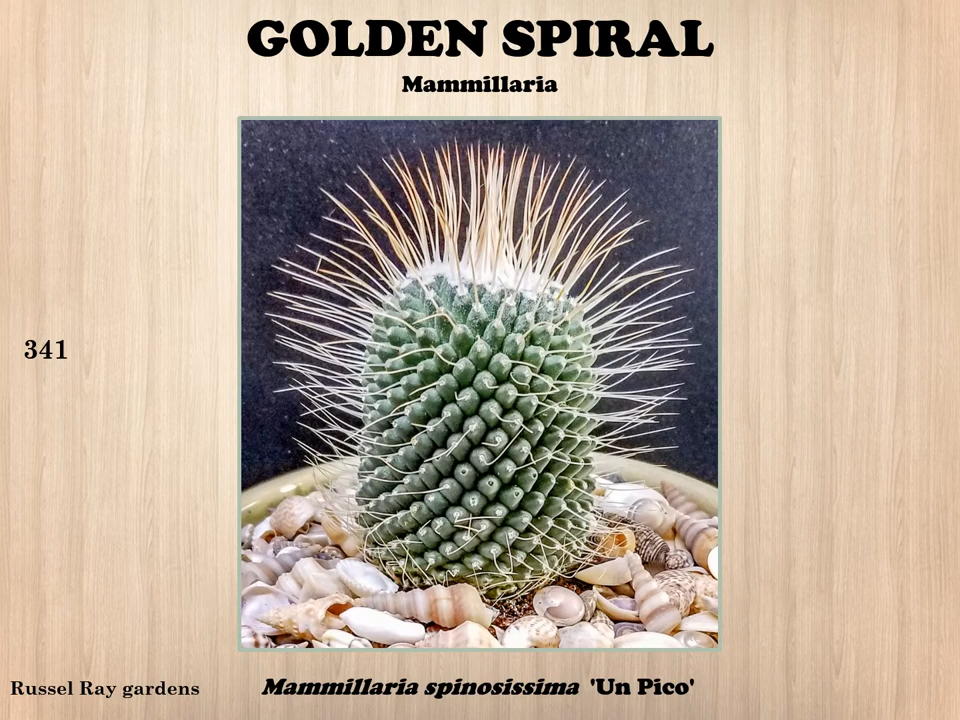 GOLDEN SPIRAL
Mammillaria
341
Russel Ray gardens
Mammillaria spinosissima 'Un Pico'